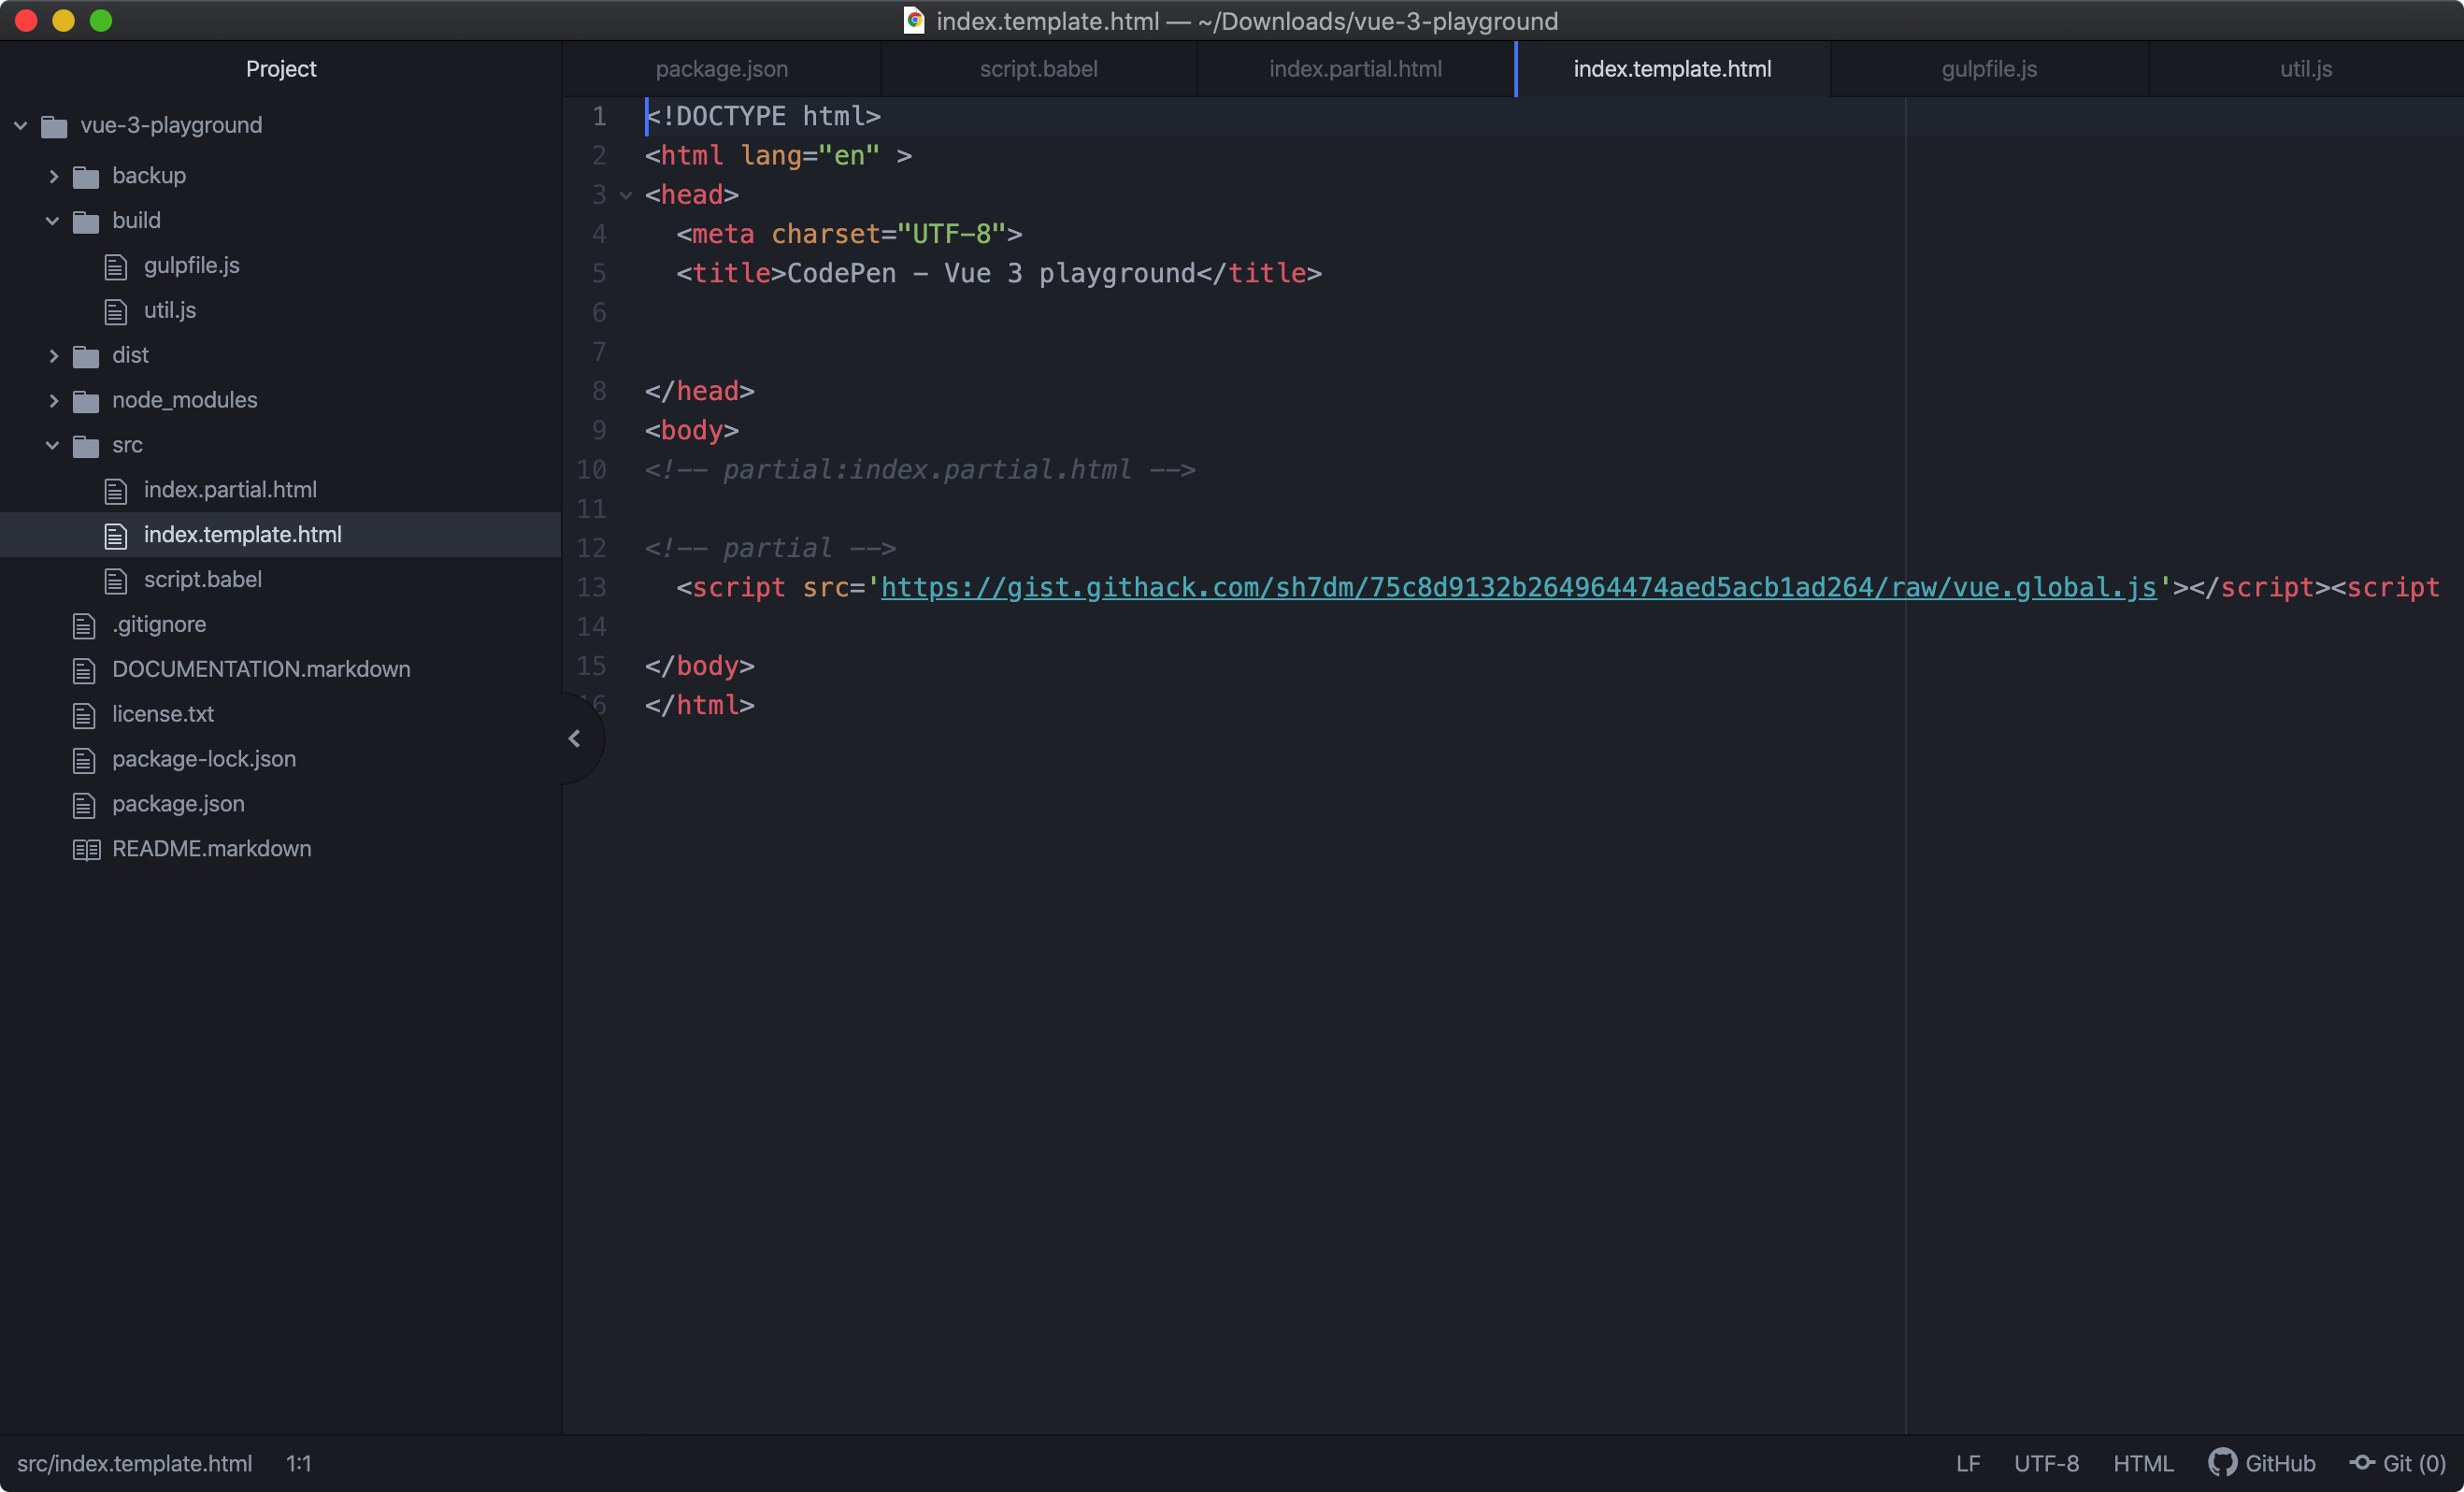 index.template.html — ~/Downloads/vue-3-playground
Project
package.json
script.babel
index.partial.html
index.template.html
gulpfile.js
util.js
vue-3-playground
backup
build
gulpfile.js
util.js
dist
node_modules
src
index.partial.html
index.template.html
script.babel
.gitignore
DOCUMENTATION.markdown
license.txt
package-lock.json
package.json
README.markdown
1 <!DOCTYPE html>
2 <html lang="en" >
3 <head>
4 <meta charset="UTF-8">
5 <title>CodePen - Vue 3 playground</title>
6
7
8 </head>
9 <body>
10 <!-- partial:index.partial.html -->
11
12 <!-- partial -->
13 <script src='https://gist.githack.com/sh7dm/75c8d9132b264964474aed5acb1ad264/raw/vue.global.js'></script><script
14
15 </body>
16 </html>
src/index.template.html 1:1
LF UTF-8 HTML GitHub Git (0)